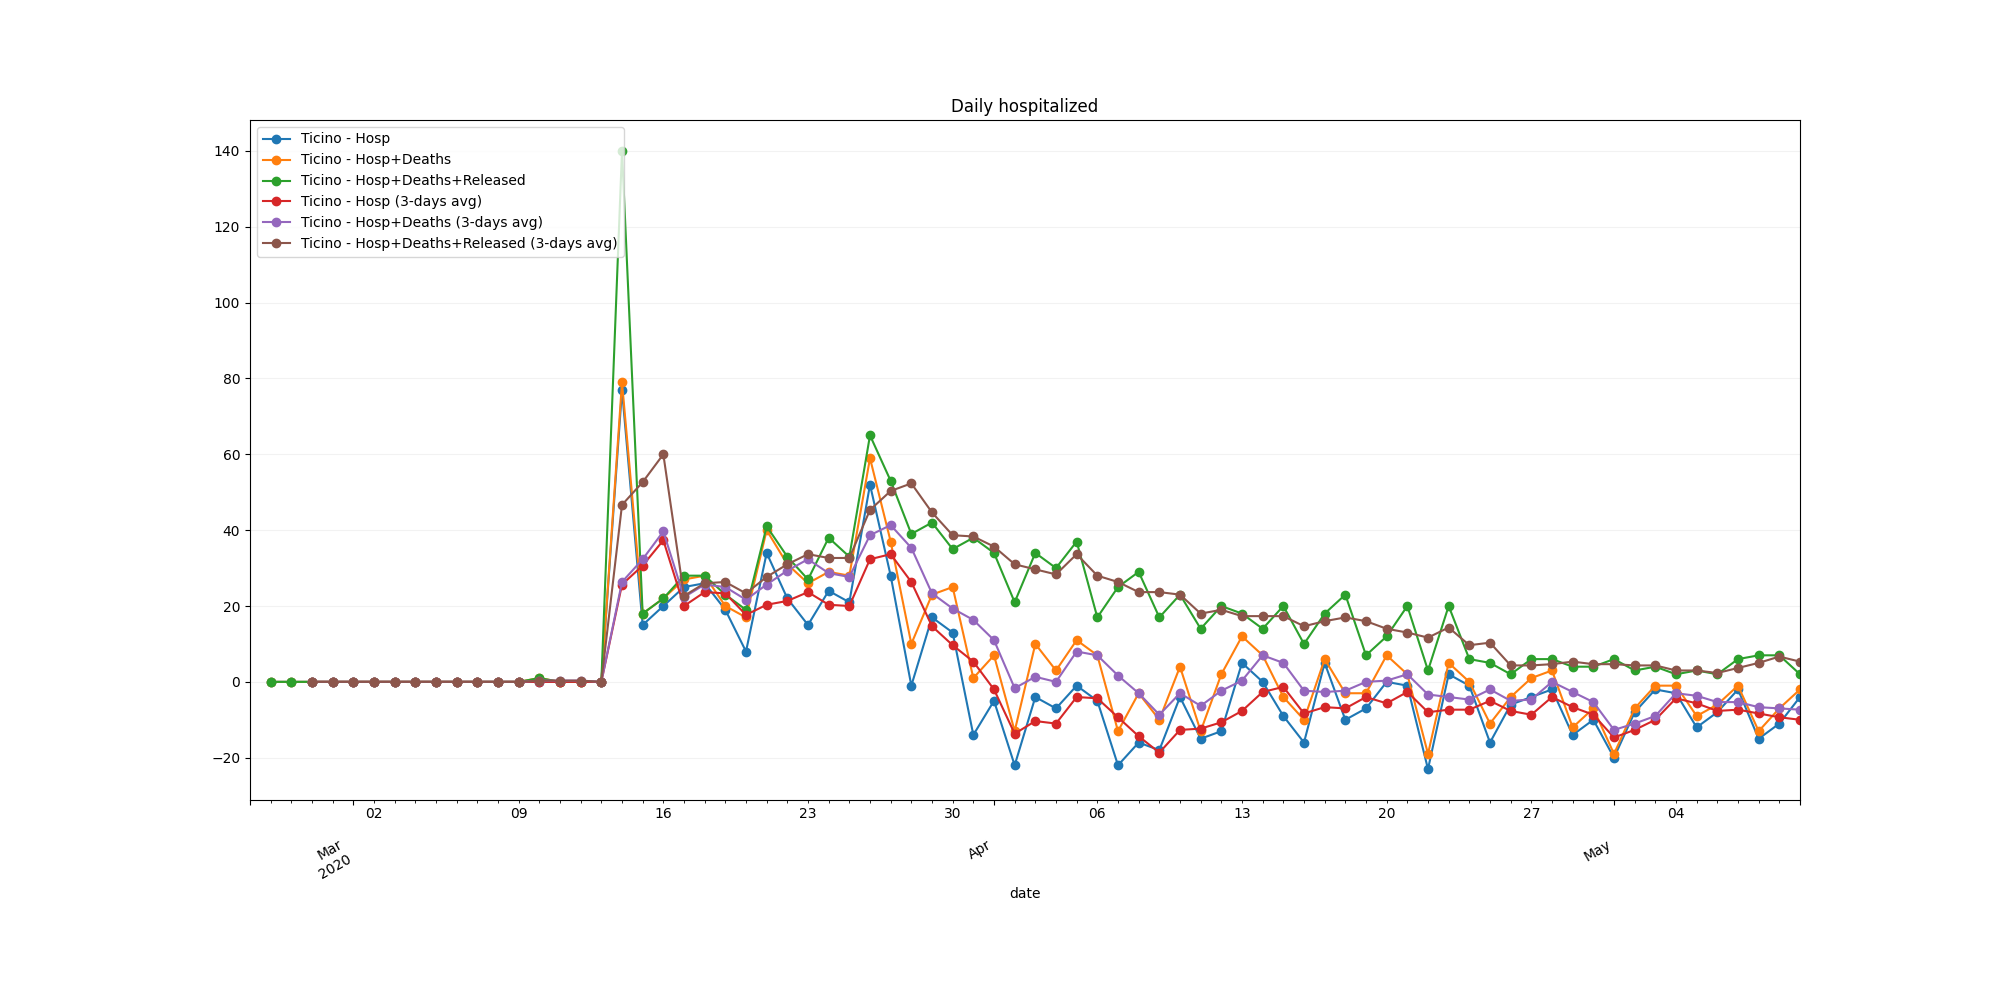 Daily hospitalized
Ticino - Hosp
Ticino - Hosp+Deaths
Ticino - Hosp+Deaths+Released
Ticino - Hosp (3-days avg)
Ticino - Hosp+Deaths (3-days avg)
Ticino - Hosp+Deaths+Released (3-days avg)
140
120
100
80
60
40
20
0
−20
02 09 16 23 30 06 13 20 27 04
Mar Apr May
2020
date